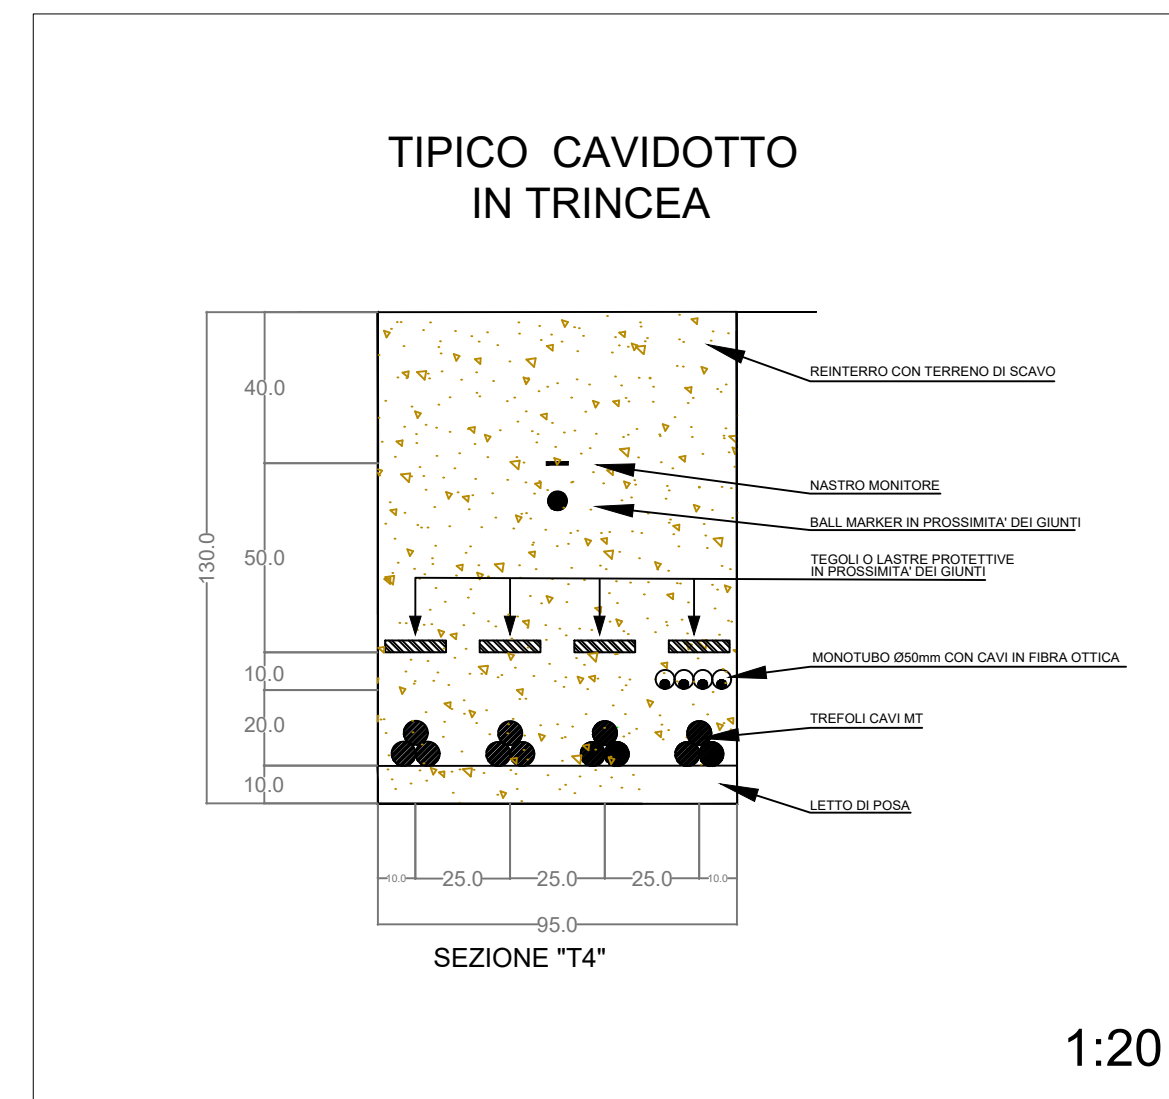 TIPICO CAVIDOTTO
IN TRINCEA
40.0
REINTERRO CON TERRENO DI SCAVO
NASTRO MONITORE
BALL MARKER IN PROSSIMITA' DEI GIUNTI
130.0
50.0
TEGOLI O LASTRE PROTETTIVE
IN PROSSIMITA' DEI GIUNTI
10.0
MONOTUBO Ø50mm CON CAVI IN FIBRA OTTICA
20.0
TREFOLI CAVI MT
10.0
LETTO DI POSA
10.0 25.0 25.0 25.0 10.0
95.0
SEZIONE "T4"
1:20